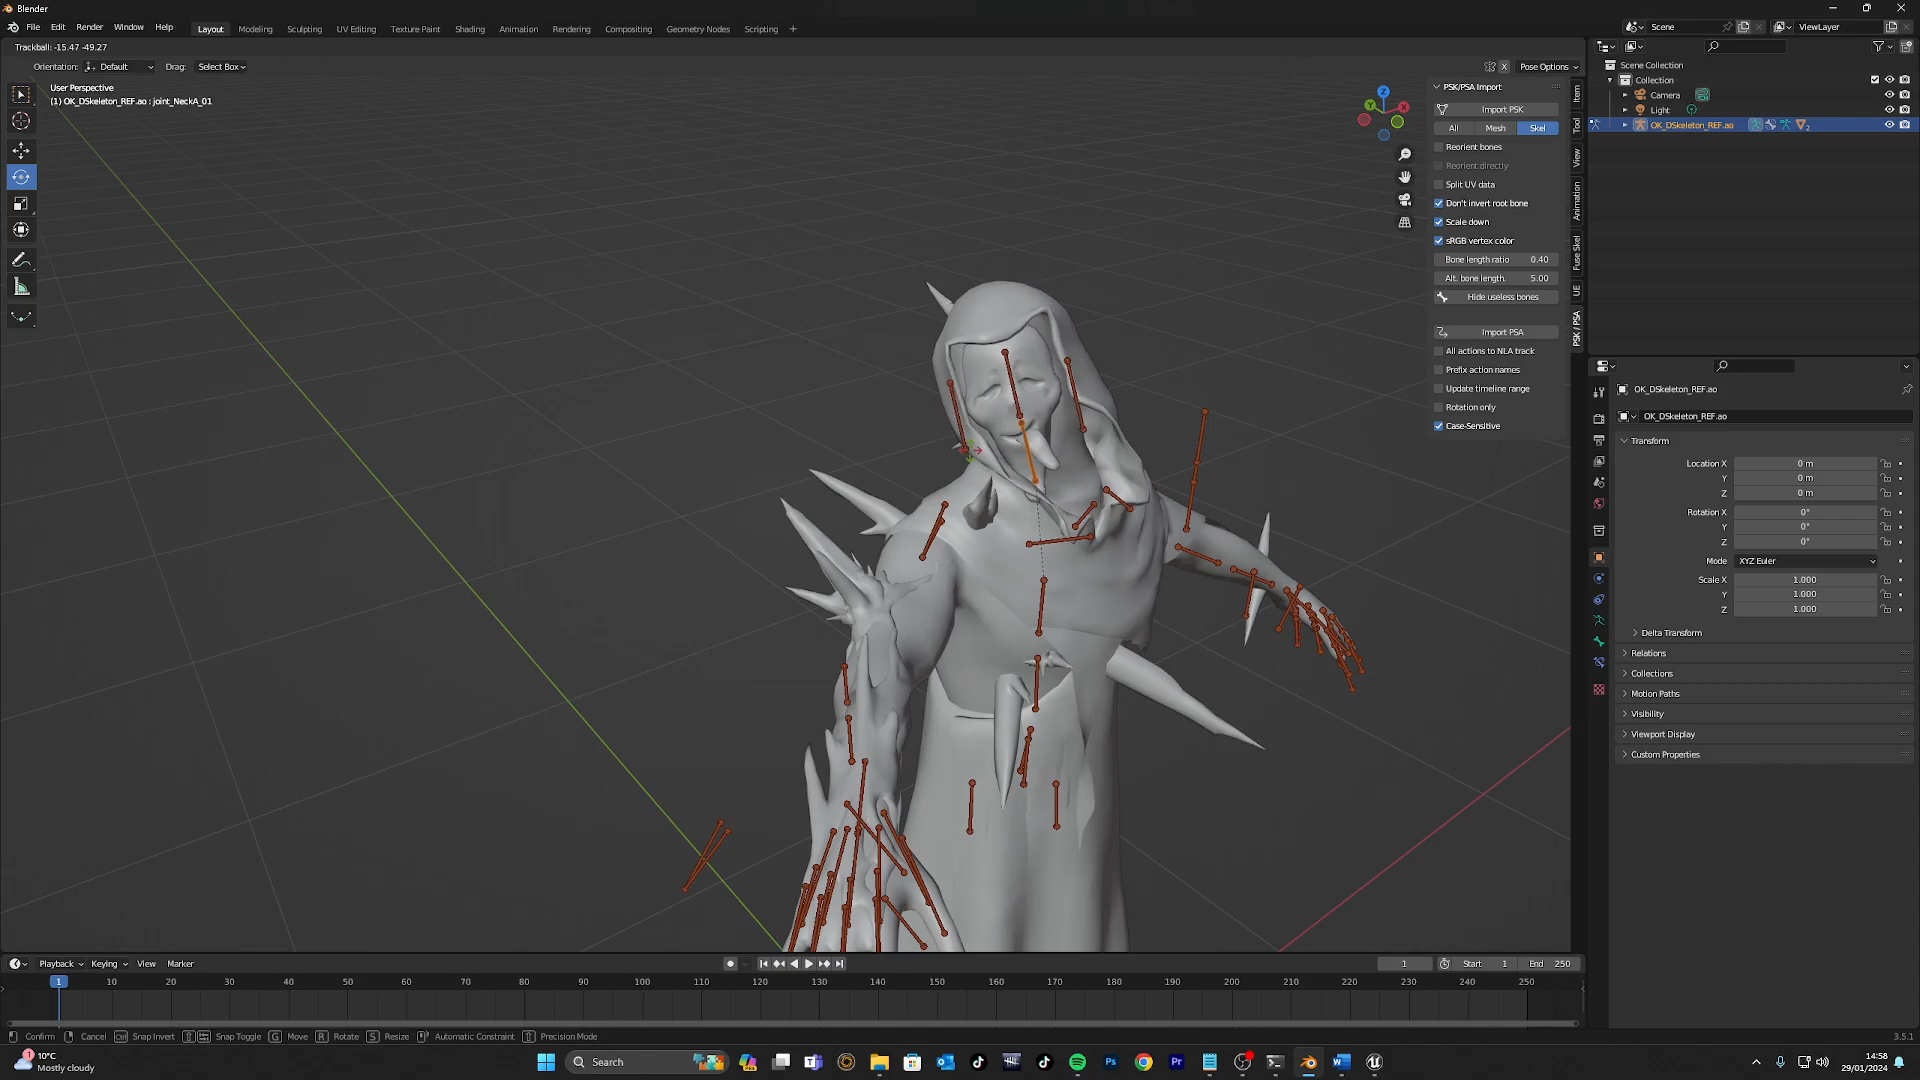 Blender
File Edit Render Window Help
Layout Modeling Sculpting UV Editing Texture Paint Shading Animation Rendering Compositing Geometry Nodes Scripting +
Scene
ViewLayer
Trackball: -15.47 -49.27
Orientation: Default Drag: Select Box
X Pose Options
User Perspective
(1) OK_DSkeleton_REF.ao : joint_NeckA_01
Z
Y
X
PSK/PSA Import
Import PSK
All Mesh Skel
Reorient bones
Reorient directly
Split UV data
Don't invert root bone
Scale down
sRGB vertex color
Bone length ratio 0.40
Alt. bone length. 5.00
Hide useless bones
Import PSA
All actions to NLA track
Prefix action names
Update timeline range
Rotation only
Case-Sensitive
Item
Tool
View
Animation
Fuse Skel
UE
PSK / PSA
Scene Collection
Collection
Camera
Light
OK_DSkeleton_REF.ao
2
OK_DSkeleton_REF.ao
OK_DSkeleton_REF.ao
Transform
Location X 0 m
Y 0 m
Z 0 m
Rotation X 0°
Y 0°
Z 0°
Mode XYZ Euler
Scale X 1.000
Y 1.000
Z 1.000
Delta Transform
Relations
Collections
Motion Paths
Visibility
Viewport Display
Custom Properties
Playback Keying View Marker
1 Start 1 End 250
1 10 20 30 40 50 60 70 80 90 100 110 120 130 140 150 160 170 180 190 200 210 220 230 240 250
Confirm Cancel Ctrl Snap Invert Snap Toggle G Move R Rotate S Resize Automatic Constraint Precision Mode
3.5.1
1
10°C
Mostly cloudy
Search
14:58
29/01/2024